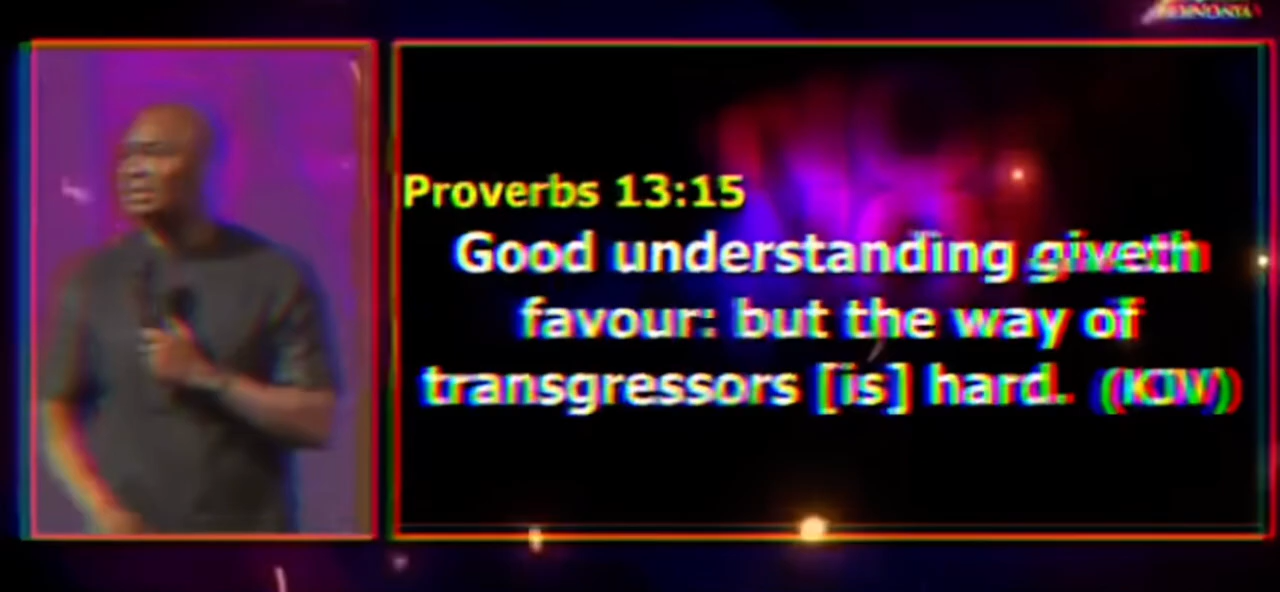 Proverbs 13:15
Good understanding giveth
favour: but the way of
transgressors [is] hard. (KJV)